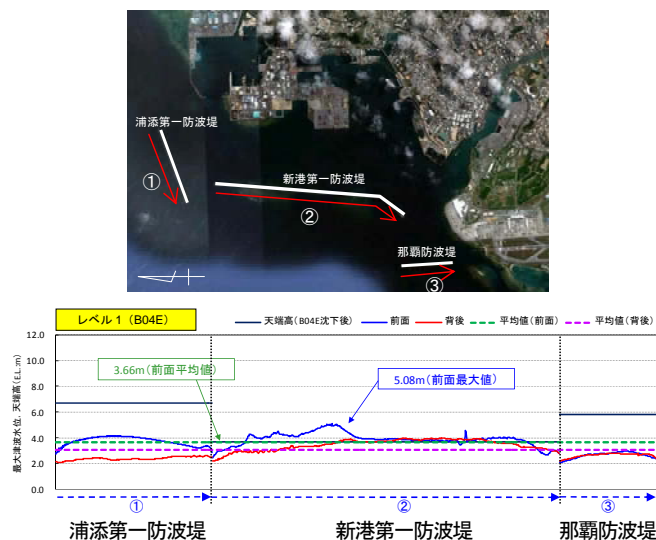 浦添第一防波堤
①
新港第一防波堤
②
那覇防波堤
③
レベル1(B04E)
天端高(B04E沈下後)
前面
背後
平均値(前面)
平均値(背後)
最大津波水位, 天端高(E.L.:m)
12.0
10.0
8.0
6.0
4.0
2.0
0.0
3.66m(前面平均値)
5.08m(前面最大値)
①
②
③
浦添第一防波堤
新港第一防波堤
那覇防波堤